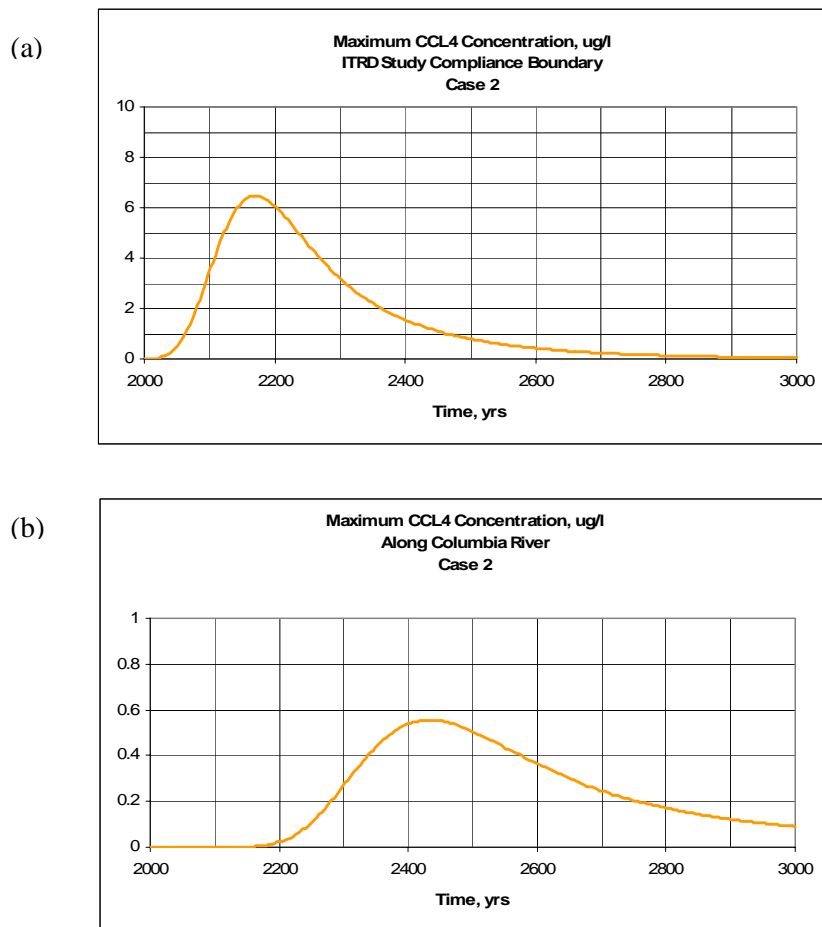 (a)
Maximum CCL4 Concentration, ug/l
ITRD Study Compliance Boundary
Case 2
10
8
6
4
2
0
2000 2200 2400 2600 2800 3000
Time, yrs
(b)
Maximum CCL4 Concentration, ug/l
Along Columbia River
Case 2
1
0.8
0.6
0.4
0.2
0
2000 2200 2400 2600 2800 3000
Time, yrs